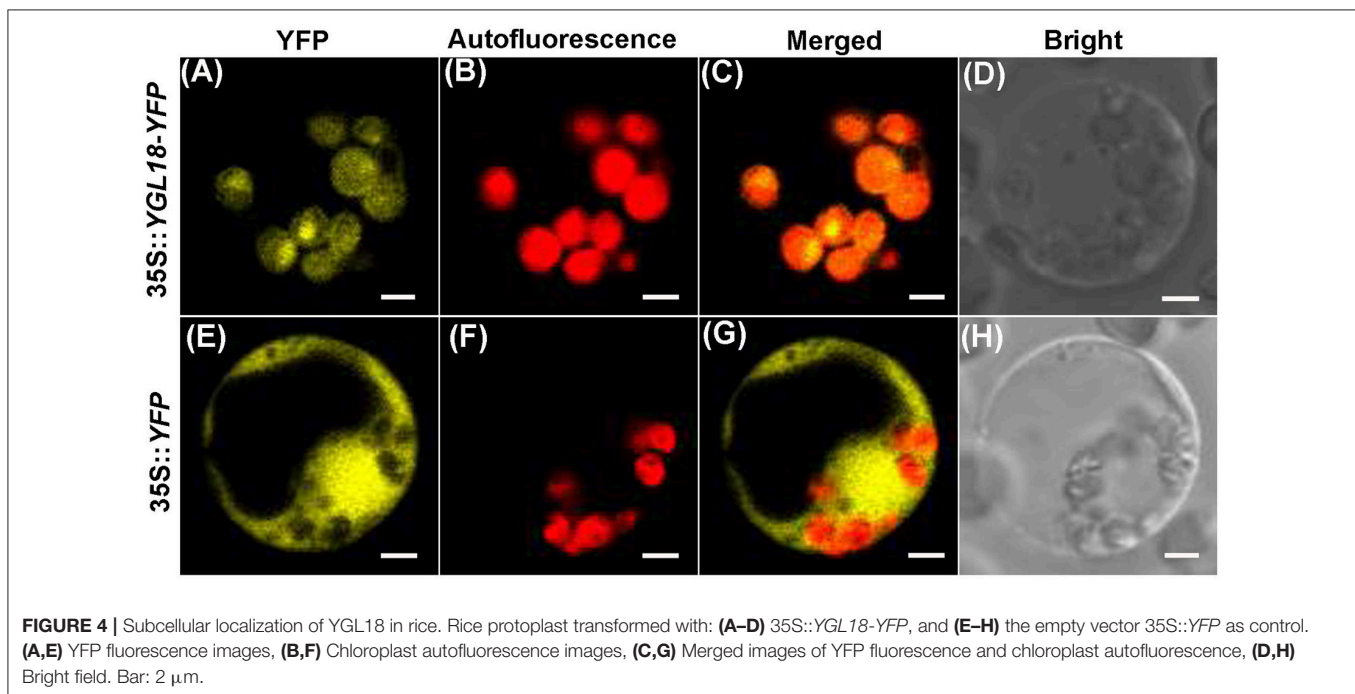 YFP Autofluorescence Merged Bright
35S::YGL18-YFP
(A) (B) (C) (D)
35S::YFP
(E) (F) (G) (H)
FIGURE 4 | Subcellular localization of YGL18 in rice. Rice protoplast transformed with: (A–D) 35S::YGL18-YFP, and (E–H) the empty vector 35S::YFP as control.
(A,E) YFP fluorescence images, (B,F) Chloroplast autofluorescence images, (C,G) Merged images of YFP fluorescence and chloroplast autofluorescence, (D,H)
Bright field. Bar: 2 μm.